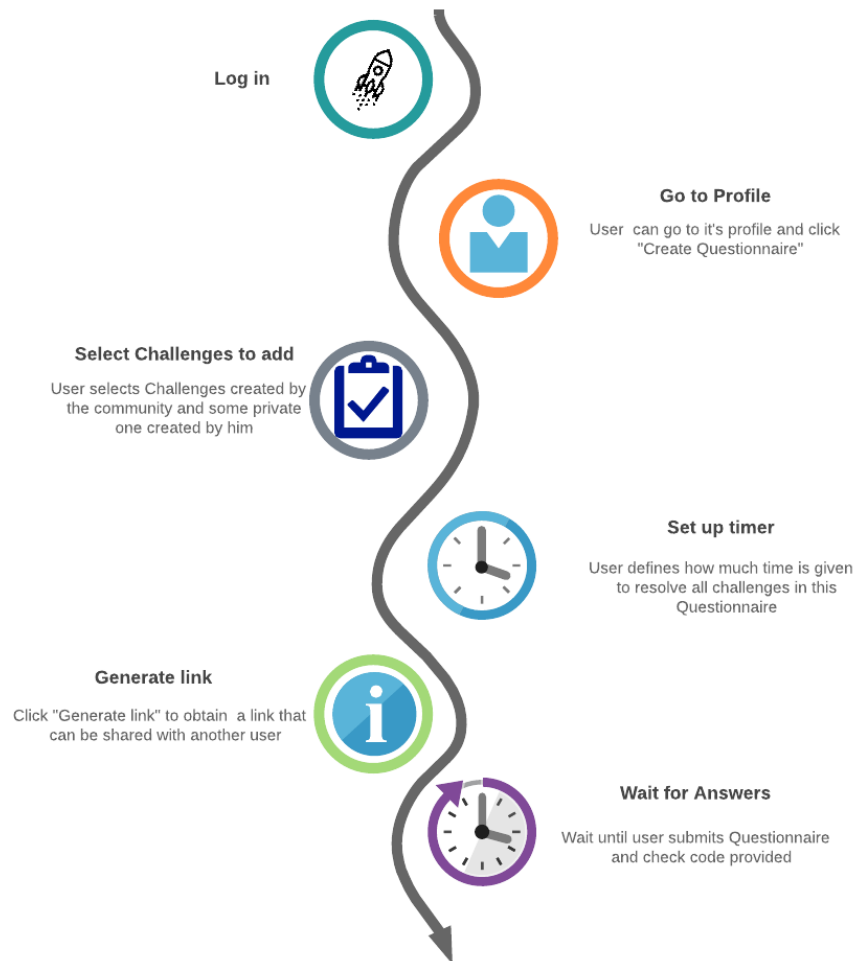 Log in
Go to Profile
User can go to it's profile and click
"Create Questionnaire"
Select Challenges to add
User selects Challenges created by
the community and some private
one created by him
Set up timer
User defines how much time is given
to resolve all challenges in this
Questionnaire
Generate link
Click "Generate link" to obtain a link that
can be shared with another user
Wait for Answers
Wait until user submits Questionnaire
and check code provided